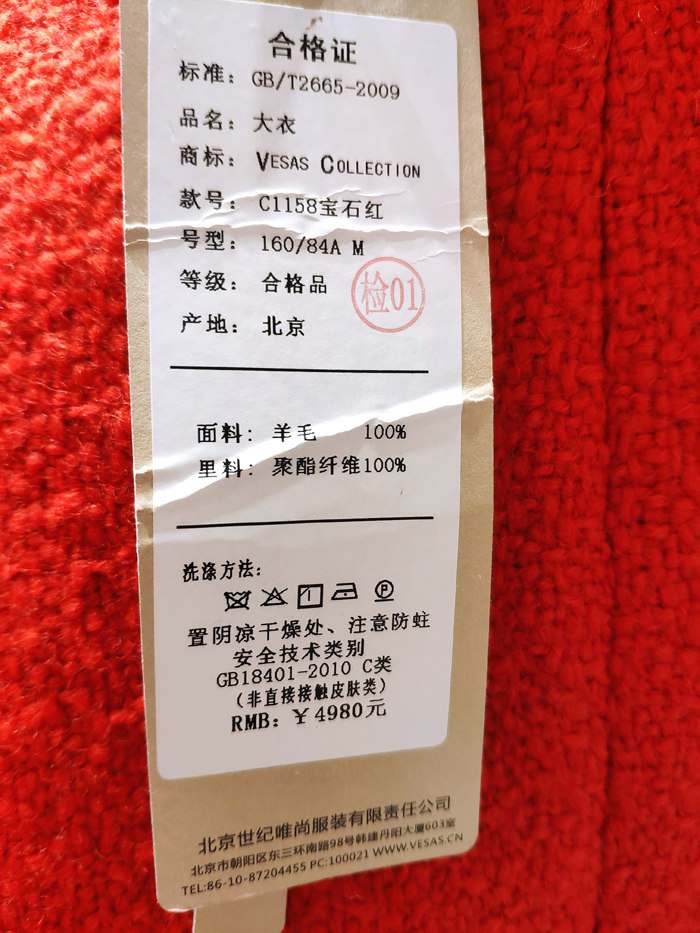 合格证
标准：GB/T2665-2009
品名：大衣
商标：VESAS COLLECTION
款号：C1158宝石红
号型：160/84A M
等级：合格品
检01
产地：北京
面料：羊毛 100%
里料：聚酯纤维100%
洗涤方法：
P
置阴凉干燥处、注意防蛀
安全技术类别
GB18401-2010 C类
（非直接接触皮肤类）
RMB：￥4980元
北京世纪唯尚服装有限责任公司
北京市朝阳区东三环南路98号韩建丹阳大厦603室
TEL:86-10-87204455 PC:100021 WWW.VESAS.CN